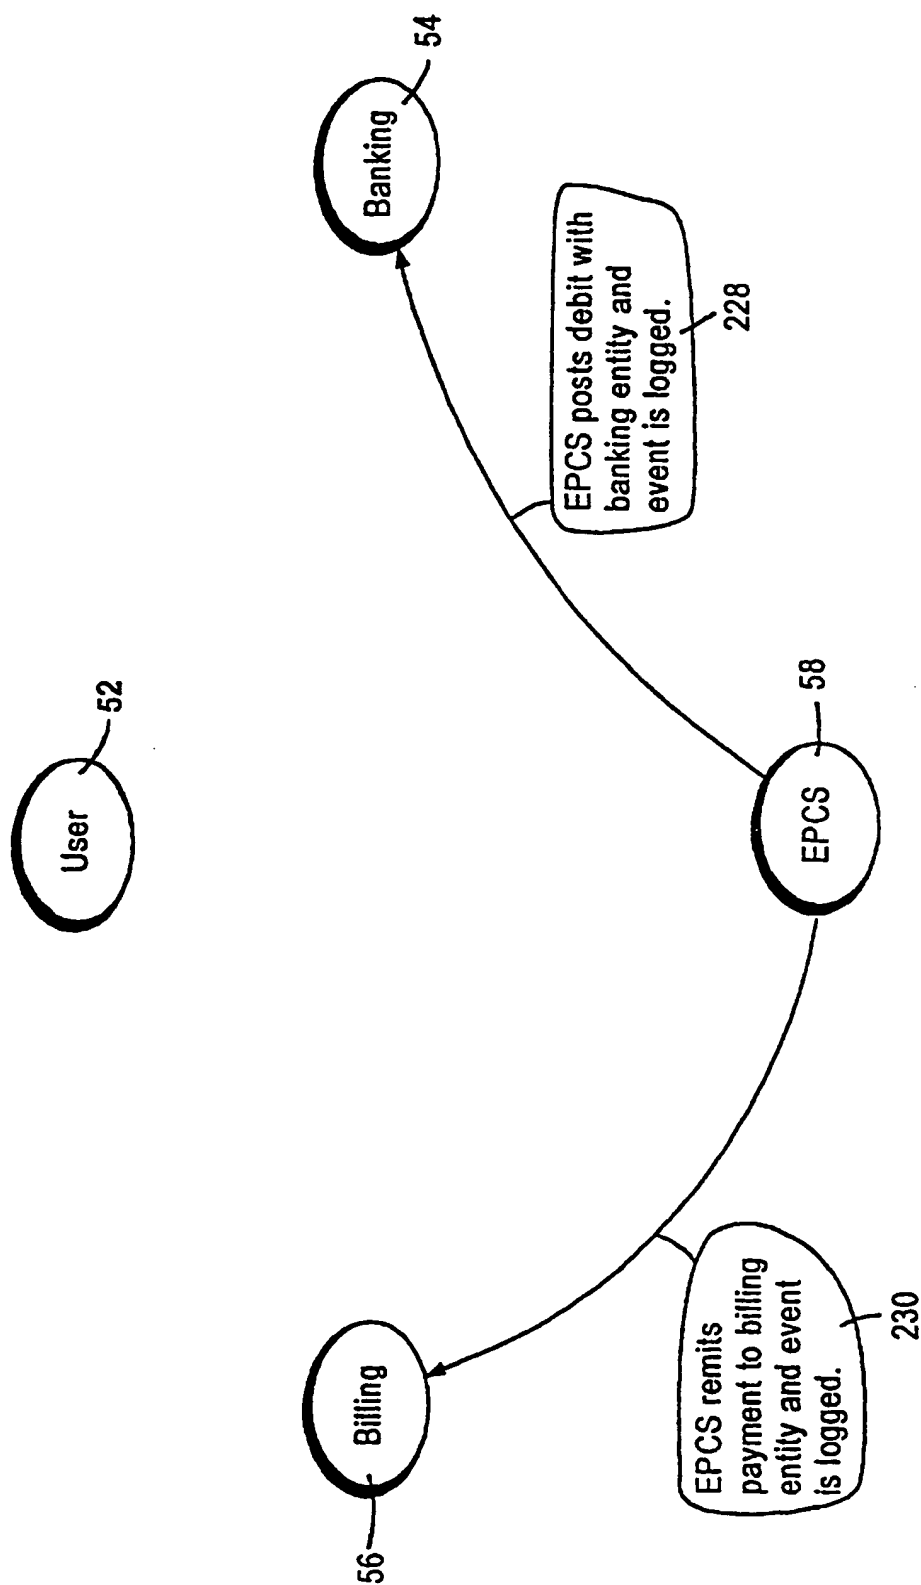 User
52
Billing
56
Banking
54
EPCS remits
payment to billing
entity and event
is logged.
230
EPCS posts debit with
banking entity and
event is logged.
228
EPCS
58